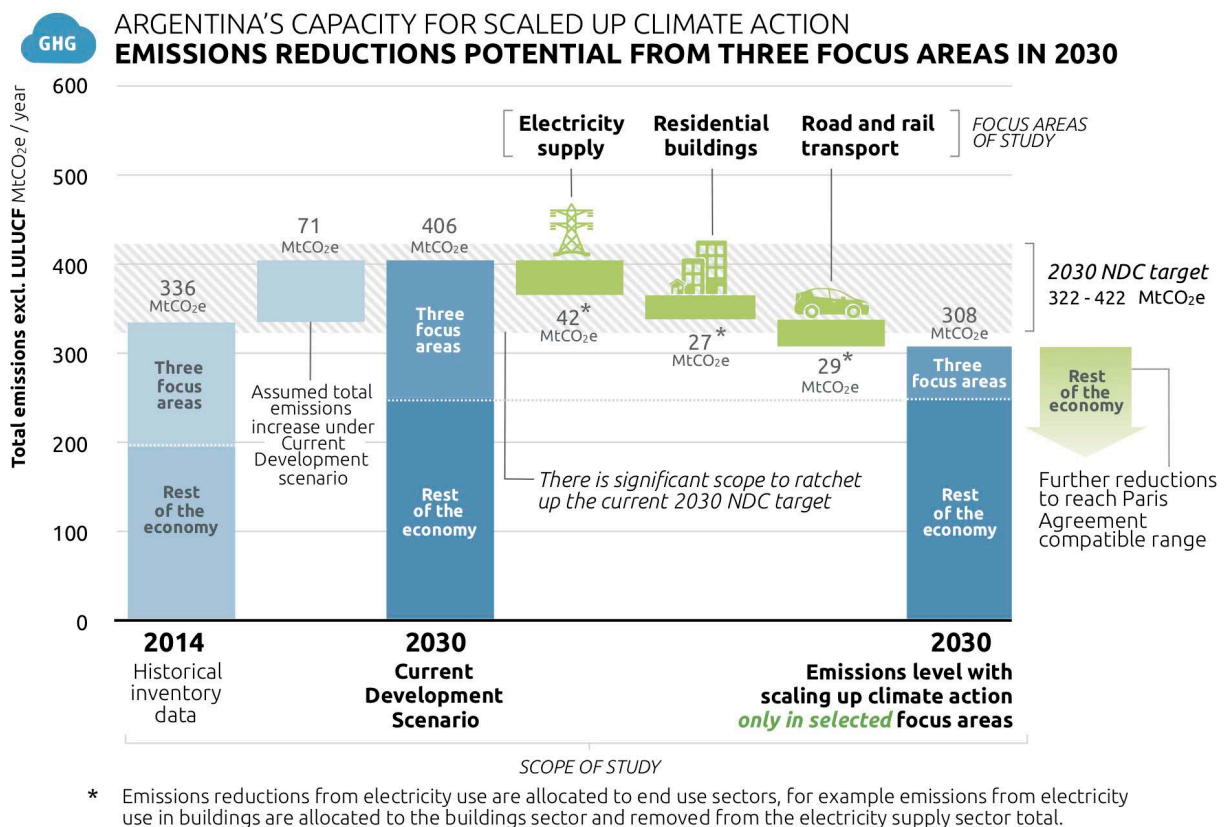 GHG
ARGENTINA'S CAPACITY FOR SCALED UP CLIMATE ACTION
EMISSIONS REDUCTIONS POTENTIAL FROM THREE FOCUS AREAS IN 2030
Total emissions excl. LULUCF MtCO₂e / year
600
500
400
300
200
100
0
Electricity
supply
Residential
buildings
Road and rail
transport
FOCUS AREAS
OF STUDY
336
MtCO₂e
71
MtCO₂e
406
MtCO₂e
42*
MtCO₂e
27*
MtCO₂e
29*
MtCO₂e
308
MtCO₂e
2030 NDC target
322 - 422 MtCO₂e
Three
focus
areas
Rest
of the
economy
Assumed total
emissions
increase under
Current
Development
scenario
Three
focus
areas
Rest
of the
economy
There is significant scope to ratchet
up the current 2030 NDC target
Three
focus areas
Rest
of the
economy
Rest
of the
economy
Further reductions
to reach Paris
Agreement
compatible range
2014
Historical
inventory
data
2030
Current
Development
Scenario
2030
Emissions level with
scaling up climate action
only in selected focus areas
SCOPE OF STUDY
* Emissions reductions from electricity use are allocated to end use sectors, for example emissions from electricity
use in buildings are allocated to the buildings sector and removed from the electricity supply sector total.